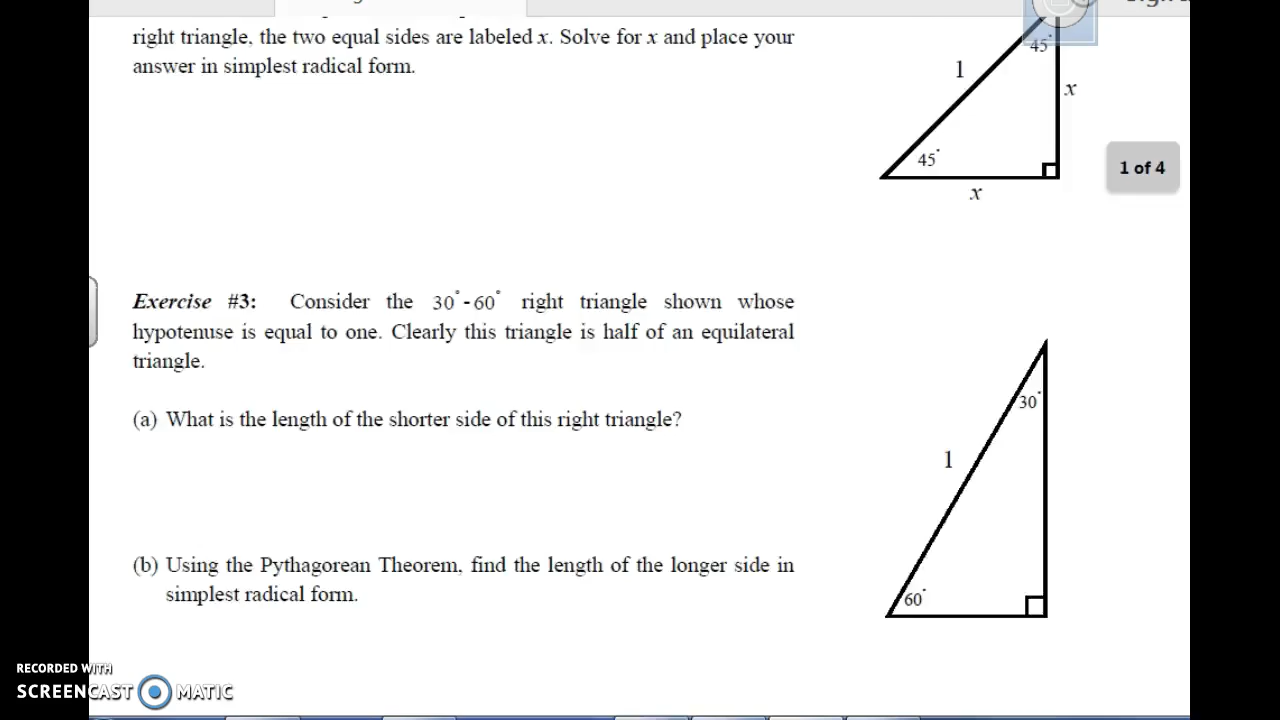 right triangle, the two equal sides are labeled x. Solve for x and place your
answer in simplest radical form.
45°
1
x
45°
x
1 of 4
Exercise #3: Consider the 30°-60° right triangle shown whose
hypotenuse is equal to one. Clearly this triangle is half of an equilateral
triangle.
30°
(a) What is the length of the shorter side of this right triangle?
1
(b) Using the Pythagorean Theorem, find the length of the longer side in
simplest radical form.
60°
RECORDED WITH
SCREENCAST MATIC